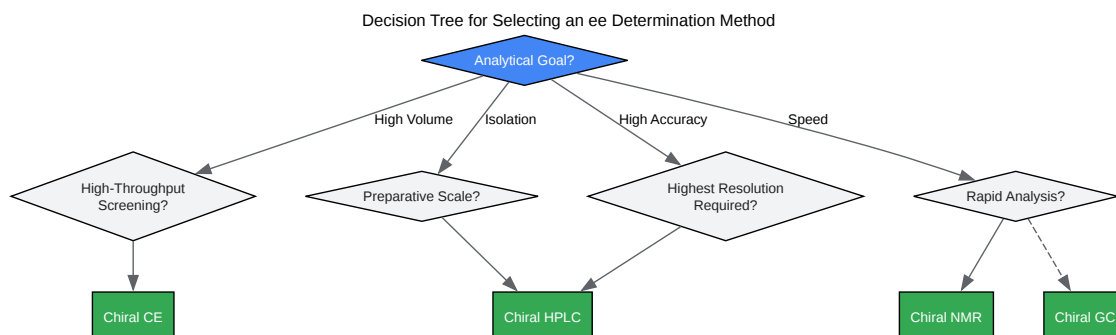 Decision Tree for Selecting an ee Determination Method
Analytical Goal?
High Volume
Isolation
High Accuracy
Speed
High-Throughput
Screening?
Preparative Scale?
Highest Resolution
Required?
Rapid Analysis?
Chiral CE
Chiral HPLC
Chiral NMR
Chiral GC